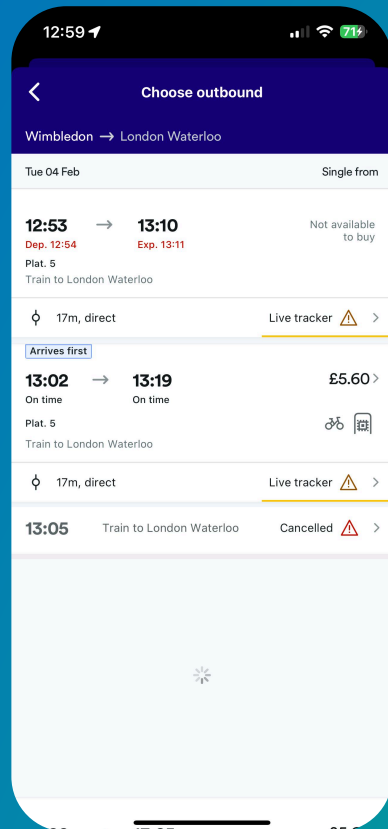 12:59
71
Choose outbound
Wimbledon → London Waterloo
Tue 04 Feb Single from
12:53 → 13:10 Not available
to buy
Dep. 12:54 Exp. 13:11
Plat. 5
Train to London Waterloo
17m, direct Live tracker
Arrives first
13:02 → 13:19 £5.60
On time On time
Plat. 5
Train to London Waterloo
17m, direct Live tracker
13:05 Train to London Waterloo Cancelled